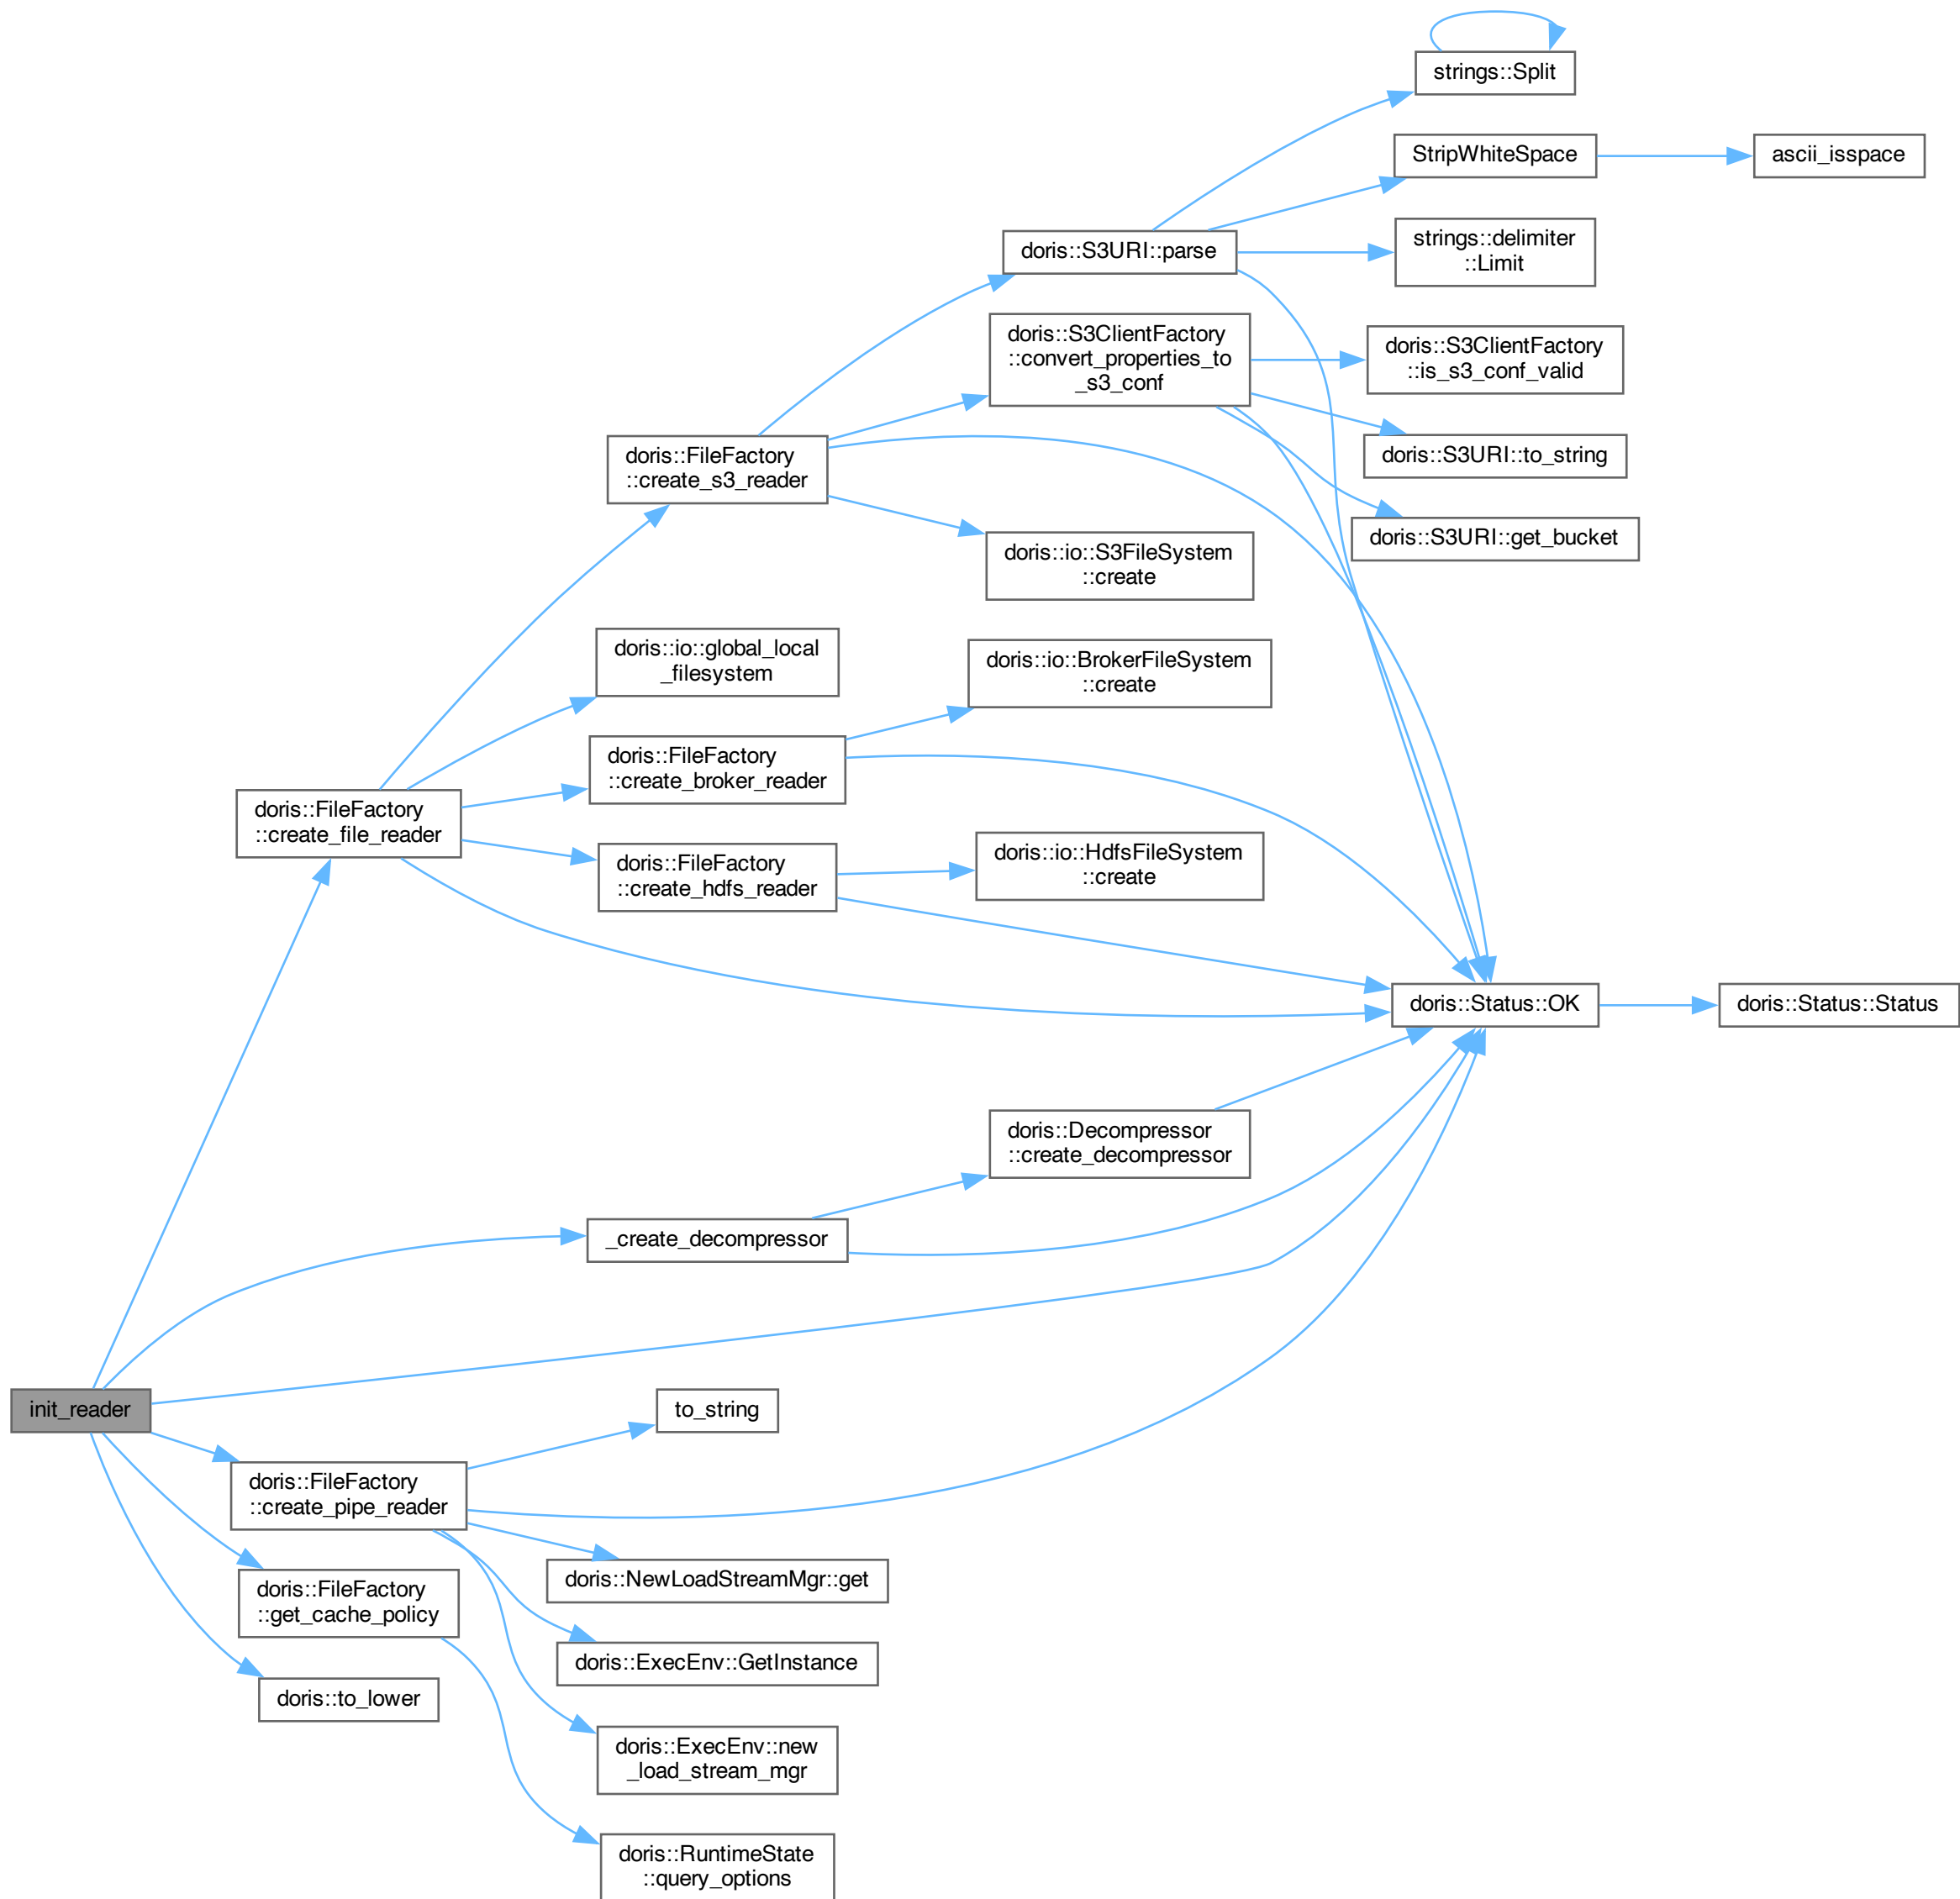 strings::Split
StripWhiteSpace
ascii_isspace
doris::S3URI::parse
strings::delimiter
::Limit
doris::S3ClientFactory
::convert_properties_to
_s3_conf
doris::S3ClientFactory
::is_s3_conf_valid
doris::S3URI::to_string
doris::FileFactory
::create_s3_reader
doris::S3URI::get_bucket
doris::io::S3FileSystem
::create
doris::io::global_local
_filesystem
doris::io::BrokerFileSystem
::create
doris::FileFactory
::create_broker_reader
doris::FileFactory
::create_file_reader
doris::FileFactory
::create_hdfs_reader
doris::io::HdfsFileSystem
::create
doris::Status::OK
doris::Status::Status
doris::Decompressor
::create_decompressor
_create_decompressor
init_reader
to_string
doris::FileFactory
::create_pipe_reader
doris::NewLoadStreamMgr::get
doris::FileFactory
::get_cache_policy
doris::ExecEnv::GetInstance
doris::to_lower
doris::ExecEnv::new
_load_stream_mgr
doris::RuntimeState
::query_options